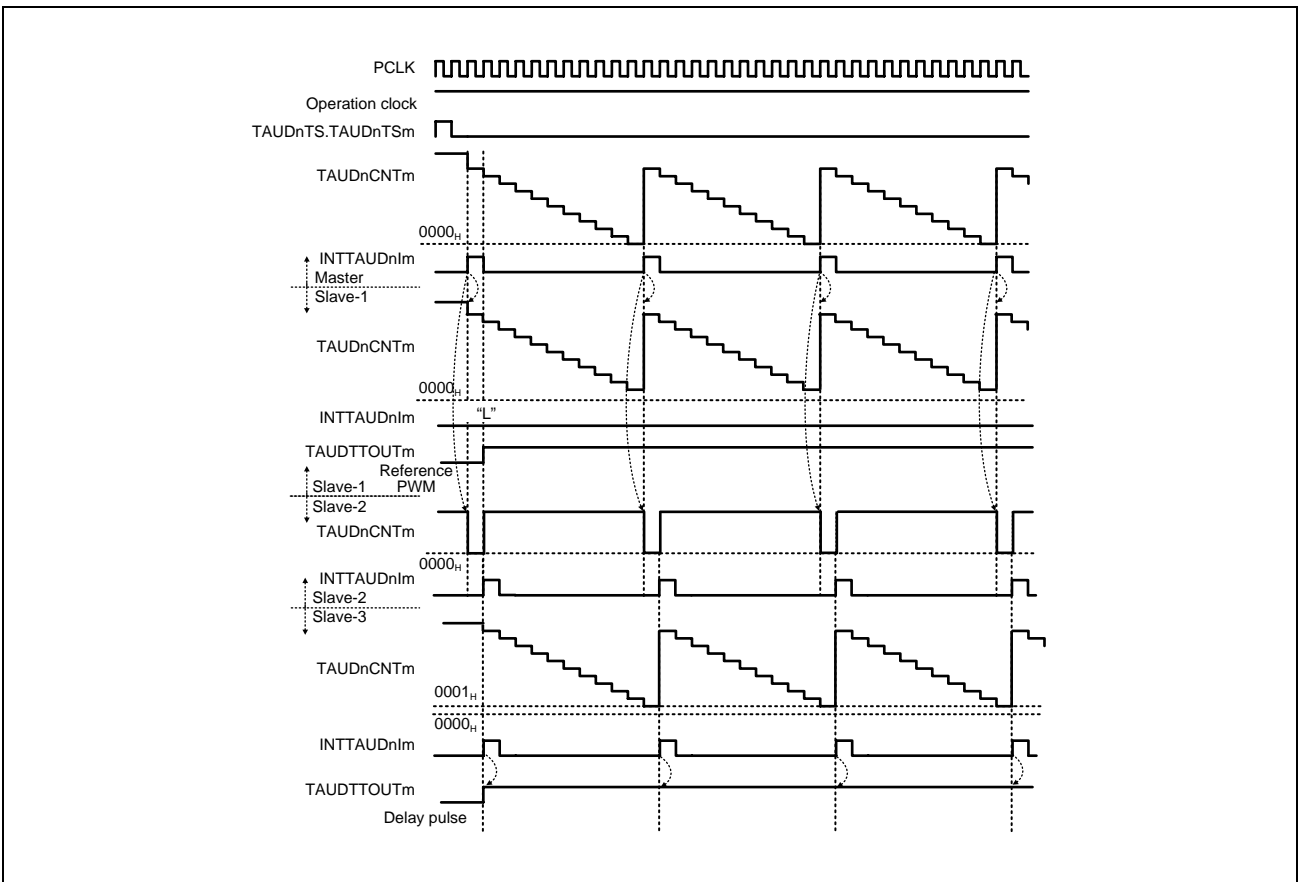 PCLK
Operation clock
TAUDnTS.TAUDnTSm
TAUDnCNTm
0000H
INTTAUDnIm
Master
Slave-1
TAUDnCNTm
0000H
INTTAUDnIm
“L”
TAUDTTOUTm
Reference
Slave-1 PWM
Slave-2
TAUDnCNTm
0000H
INTTAUDnIm
Slave-2
Slave-3
TAUDnCNTm
0001H
0000H
INTTAUDnIm
TAUDTTOUTm
Delay pulse